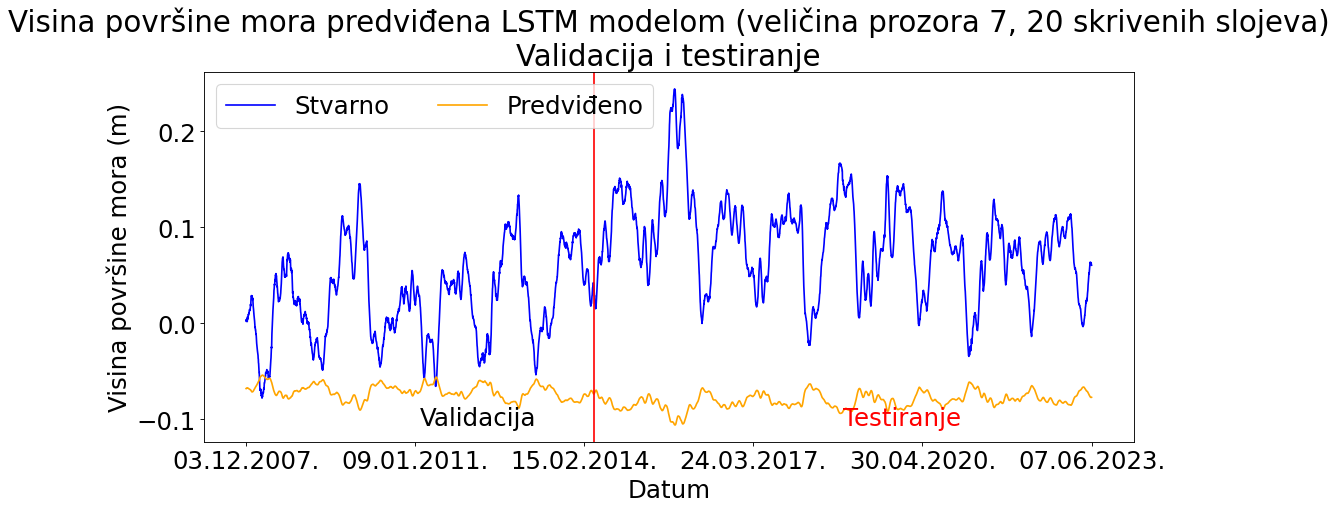 Visina površine mora predviđena LSTM modelom (veličina prozora 7, 20 skrivenih slojeva)
Validacija i testiranje
Stvarno
Predviđeno
Visina površine mora (m)
0.2
0.1
0.0
−0.1
Validacija
Testiranje
03.12.2007.
09.01.2011.
15.02.2014.
24.03.2017.
30.04.2020.
07.06.2023.
Datum